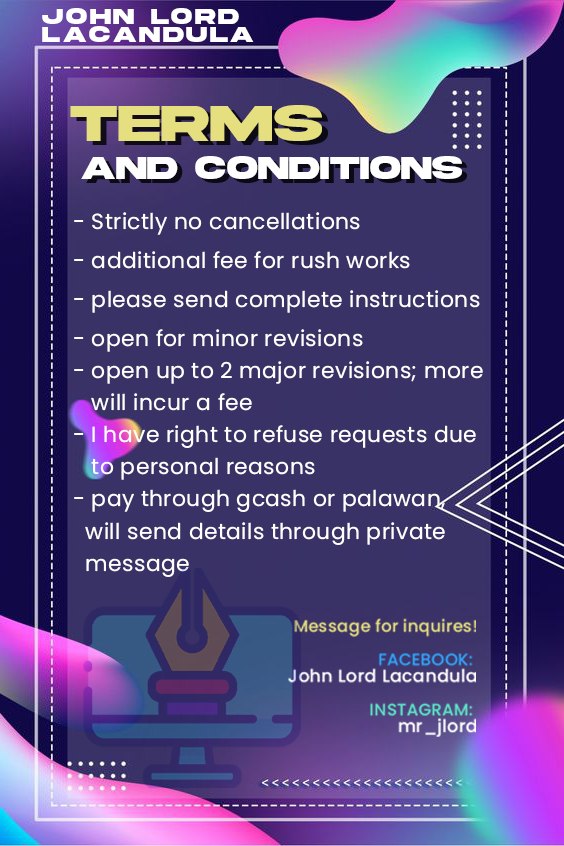 JOHN LORD
LACANDULA
TERMS
AND CONDITIONS
- Strictly no cancellations
- additional fee for rush works
- please send complete instructions
- open for minor revisions
- open up to 2 major revisions; more
will incur a fee
- I have right to refuse requests due
to personal reasons
- pay through gcash or palawan,
will send details through private
message
Message for inquires!
FACEBOOK:
John Lord Lacandula
INSTAGRAM:
mr_jlord